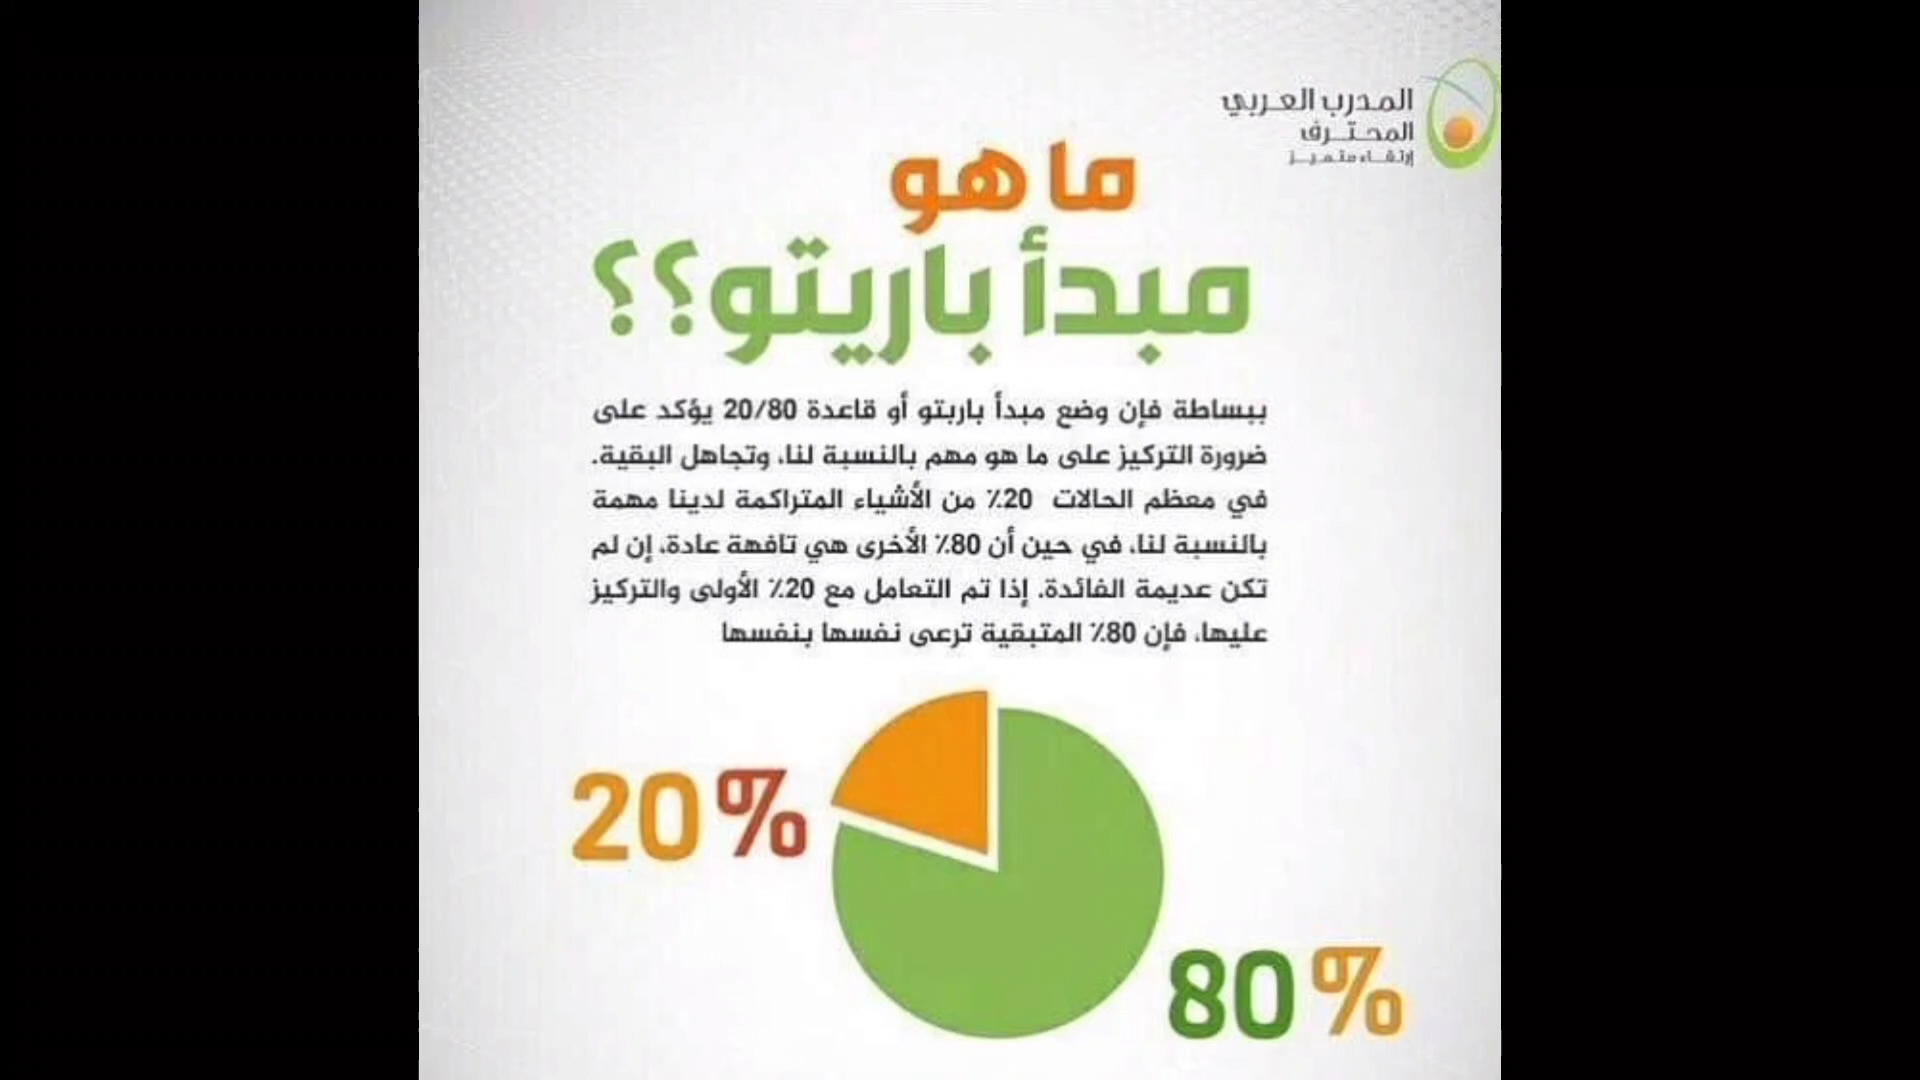 المدرب العربي
المحترف
إرتقاء متميز
ما هو
مبدأ باريتو؟؟
ببساطة فإن وضع مبدأ باربتو أو قاعدة 20/80 يؤكد على
ضرورة التركيز على ما هو مهم بالنسبة لنا، وتجاهل البقية.
في معظم الحالات 20٪ من الأشياء المتراكمة لدينا مهمة
بالنسبة لنا، في حين أن 80٪ الأخرى هي تافهة عادة، إن لم
تكن عديمة الفائدة. إذا تم التعامل مع 20٪ الأولى والتركيز
عليها، فإن 80٪ المتبقية ترعى نفسها بنفسها
20%
80%